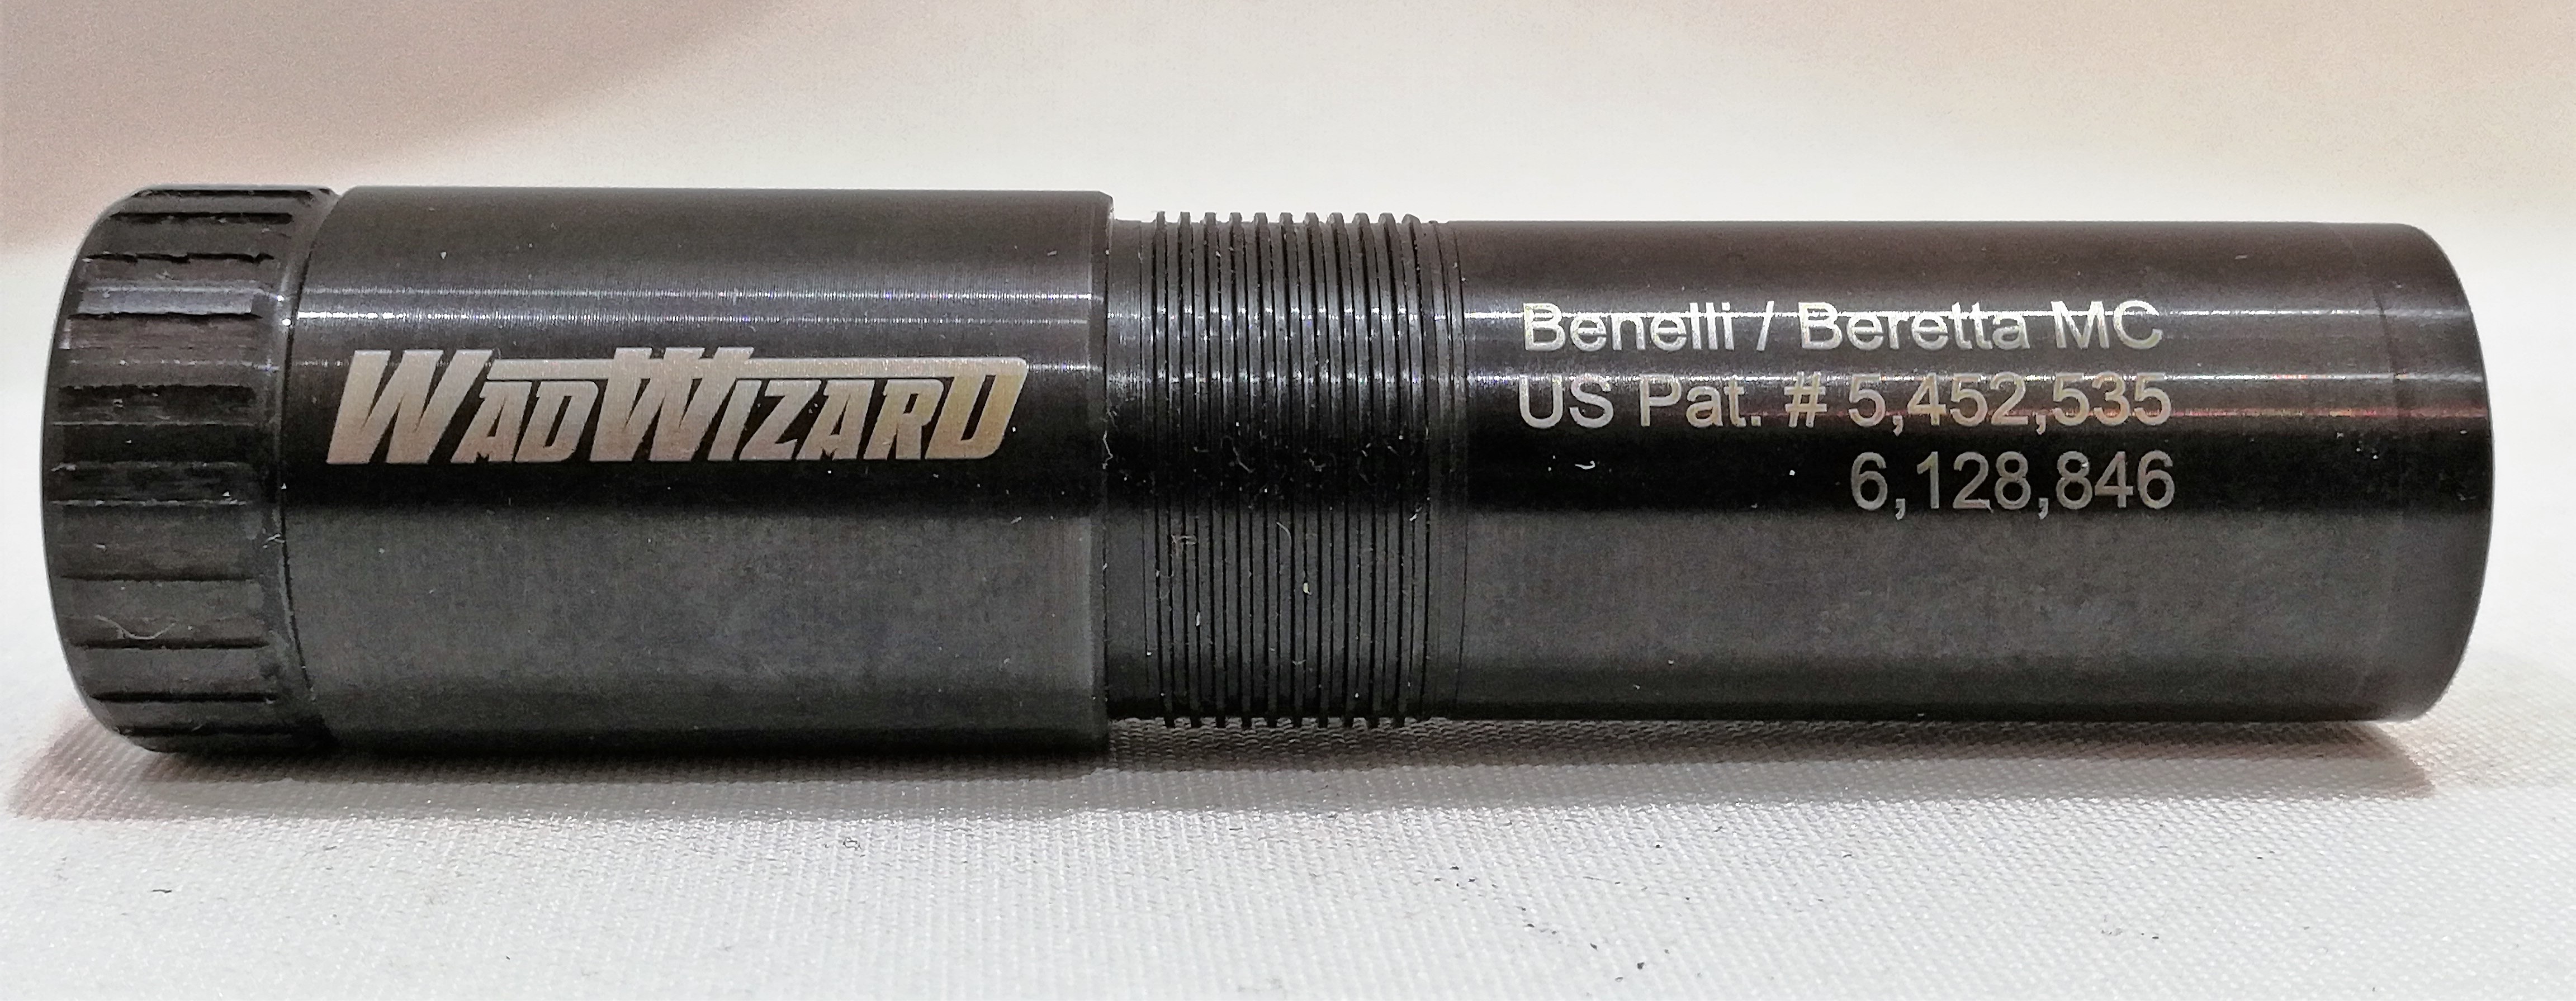 WADWIZARD
Benelli / Beretta MC
US Pat. # 5,452,535
6,128,846